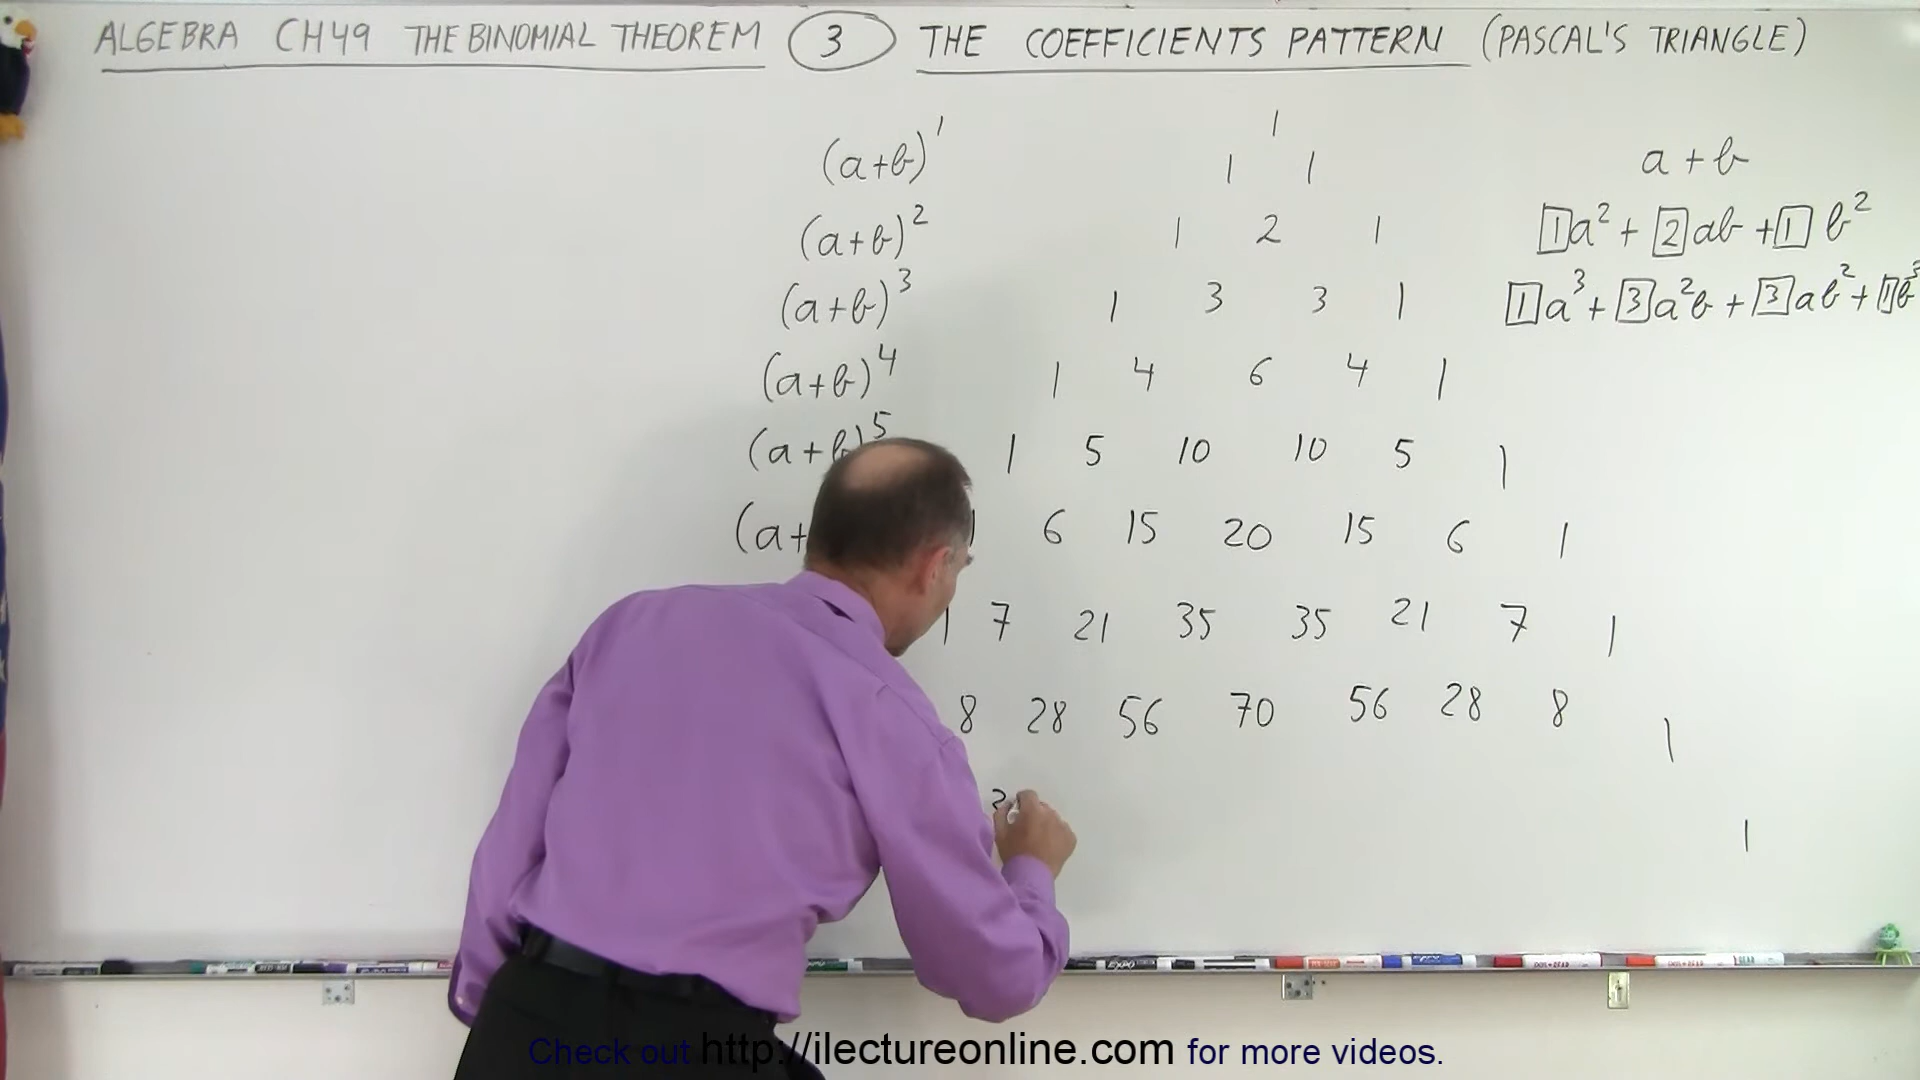 ALGEBRA CH49 THE BINOMIAL THEOREM 3 THE COEFFICIENTS PATTERN (PASCAL'S TRIANGLE)
1
(a+b)¹ 1 1 a + b
(a+b)² 1 2 1 1a² + 2ab + 1b²
(a+b)³ 1 3 3 1 1a³ + 3a²b + 3ab² + 1b³
(a+b)⁴ 1 4 6 4 1
(a+b)⁵ 1 5 10 10 5 1
(a+ 1 6 15 20 15 6 1
1 7 21 35 35 21 7 1
8 28 56 70 56 28 8 1
1
Check out http://ilectureonline.com for more videos.